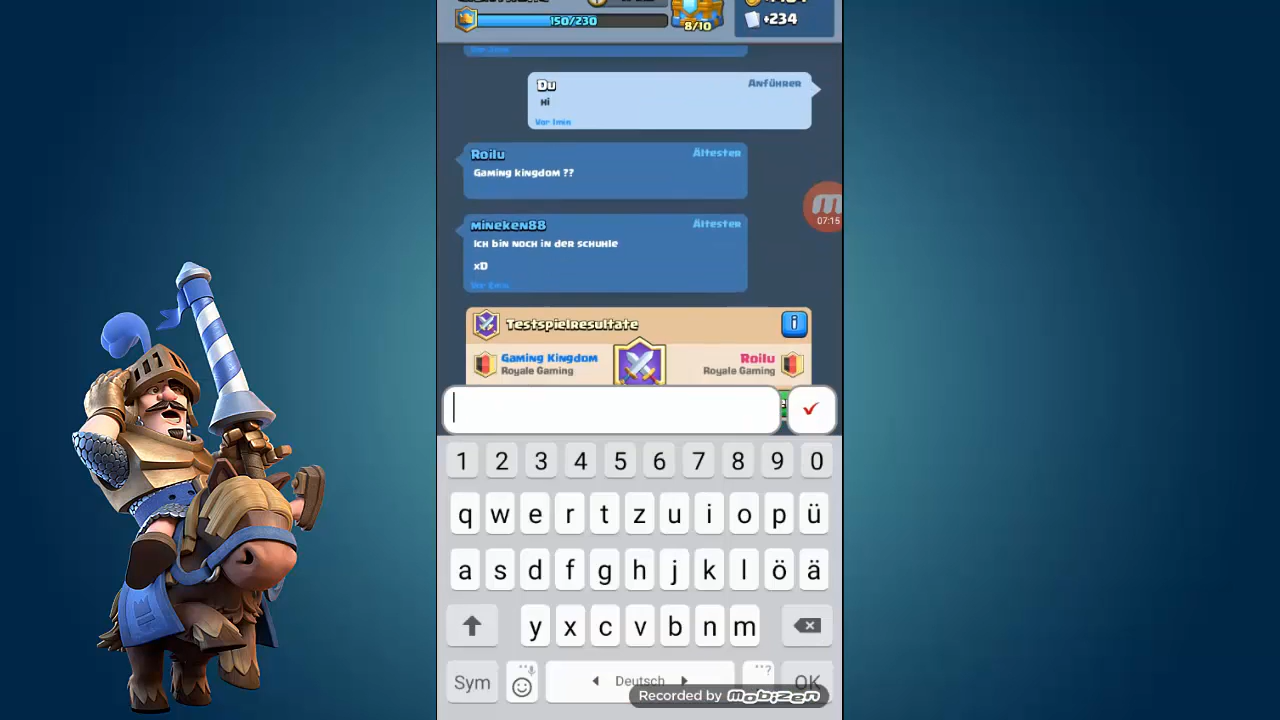 150/230
8/10
+234
Du
Anführer
Hi
Vor 1min
Roilu
Ältester
Gaming kingdom ??
mineken88
Ältester
ICH bin noch in der schuhle
xD
Testspielresultate
i
Gaming Kingdom
Roilu
Royale Gaming
Royale Gaming
07:15
1 2 3 4 5 6 7 8 9 0
q w e r t z u i o p ü
a s d f g h j k l ö ä
y x c v b n m
Sym
Deutsch
OK
Recorded by mobizen